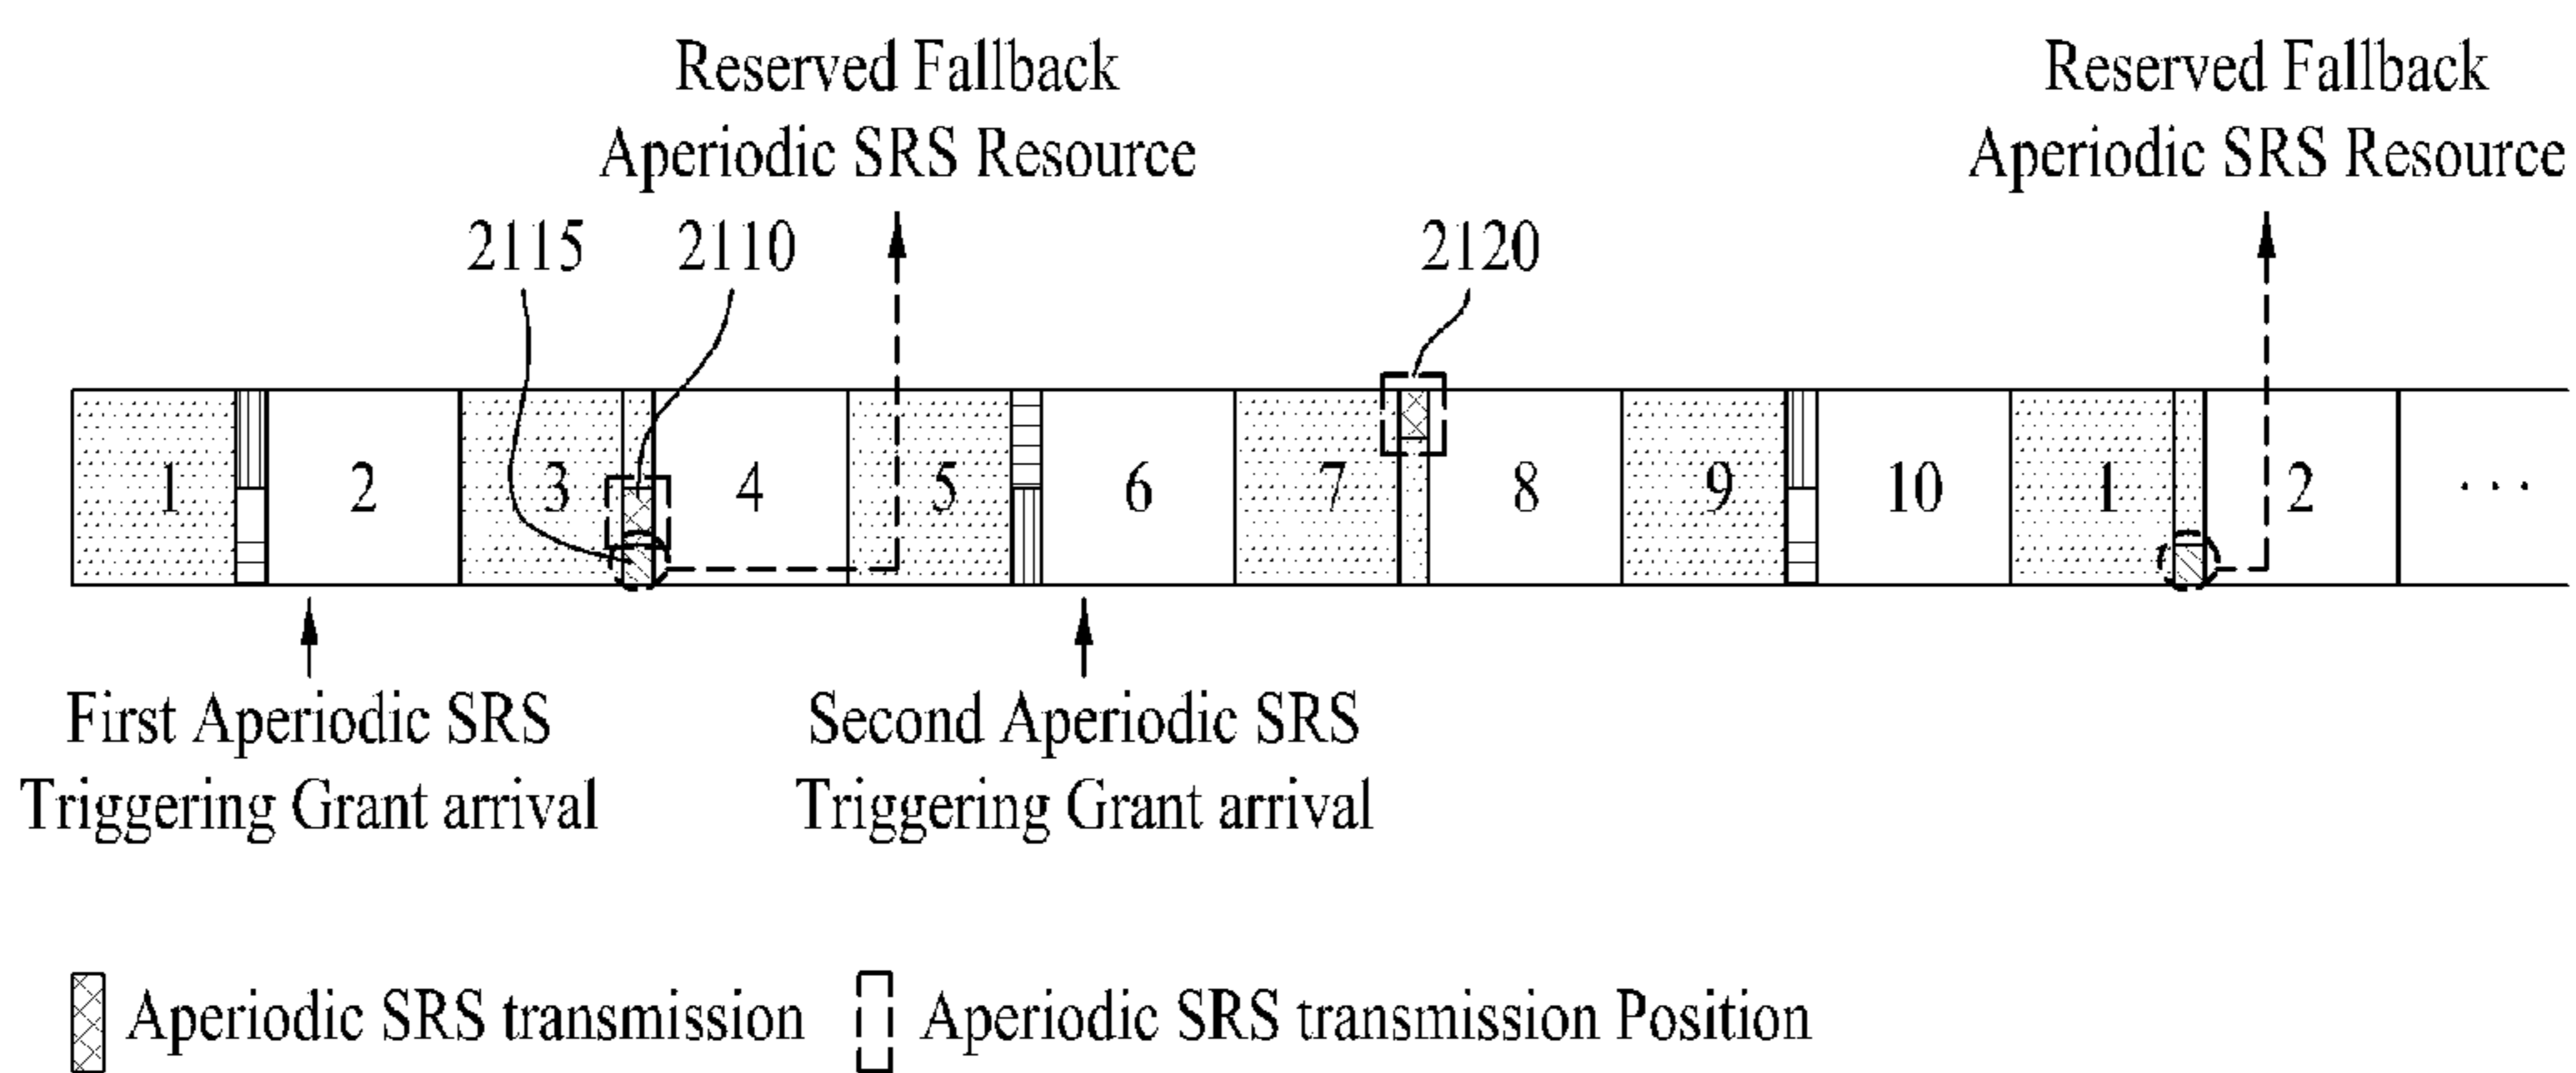 Reserved Fallback
Aperiodic SRS Resource
Reserved Fallback
Aperiodic SRS Resource
2115
2110
2120
1
2
3
4
5
6
7
8
9
10
1
2
...
First Aperiodic SRS
Triggering Grant arrival
Second Aperiodic SRS
Triggering Grant arrival
Aperiodic SRS transmission
Aperiodic SRS transmission Position